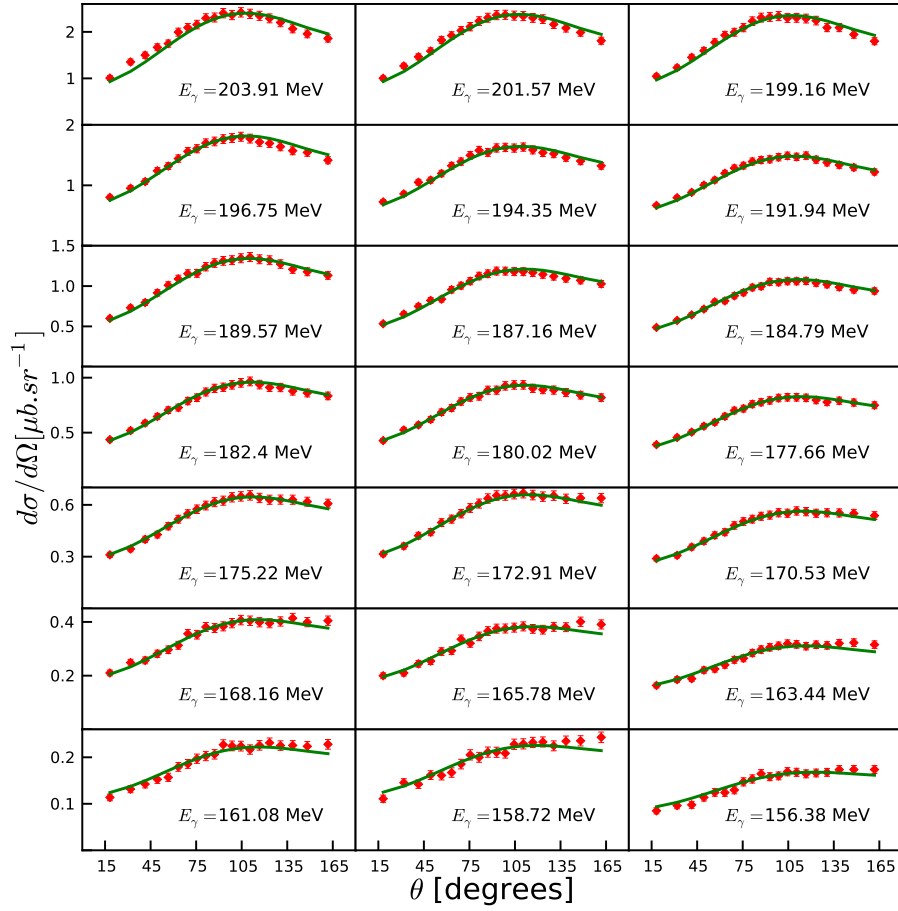 2
1
E_γ =203.91 MeV
E_γ =201.57 MeV
E_γ =199.16 MeV
2
1
E_γ =196.75 MeV
E_γ =194.35 MeV
E_γ =191.94 MeV
1.5
1.0
0.5
E_γ =189.57 MeV
E_γ =187.16 MeV
E_γ =184.79 MeV
dσ/dΩ[μb.sr⁻¹]
1.0
0.5
E_γ =182.4 MeV
E_γ =180.02 MeV
E_γ =177.66 MeV
0.6
0.3
E_γ =175.22 MeV
E_γ =172.91 MeV
E_γ =170.53 MeV
0.4
0.2
E_γ =168.16 MeV
E_γ =165.78 MeV
E_γ =163.44 MeV
0.2
0.1
E_γ =161.08 MeV
E_γ =158.72 MeV
E_γ =156.38 MeV
15 45 75 105 135 165 15 45 75 105 135 165 15 45 75 105 135 165
θ [degrees]